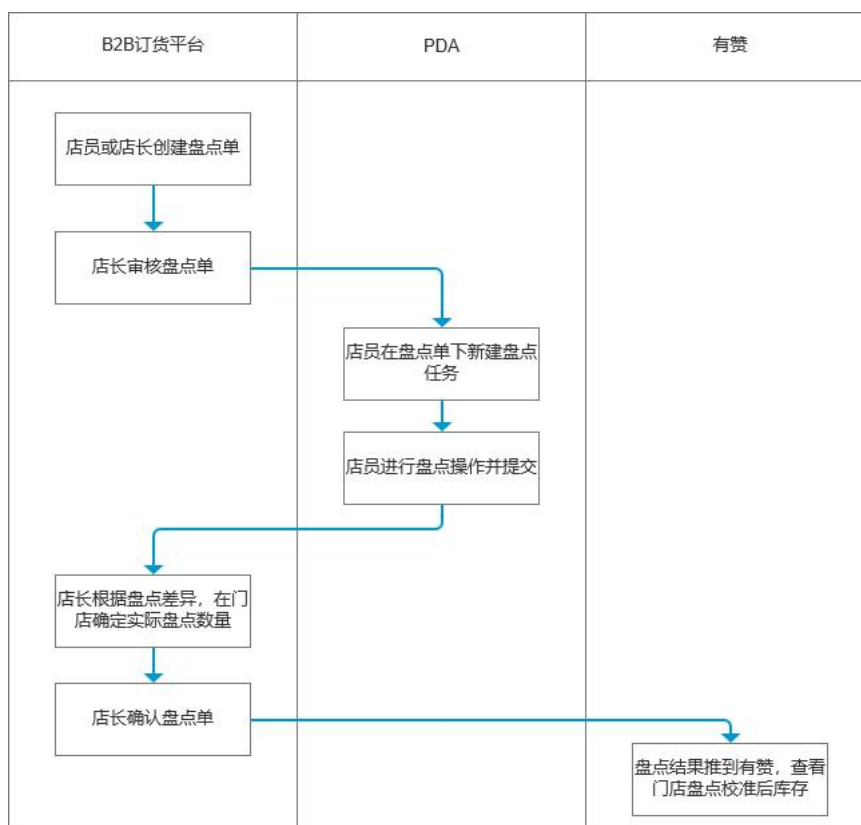 B2B订货平台
PDA
有赞
店员或店长创建盘点单
店长审核盘点单
店员在盘点单下新建盘点
任务
店员进行盘点操作并提交
店长根据盘点差异，在门
店确定实际盘点数量
店长确认盘点单
盘点结果推到有赞，查看
门店盘点校准后库存